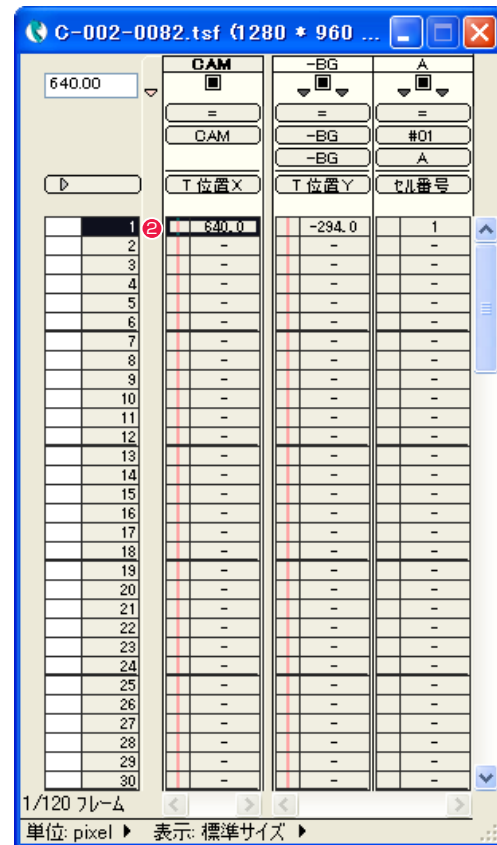 C-002-0082.tsf (1280 * 960 ...
CAM -BG A
640.00
= = =
CAM -BG #01
-BG A
T 位置X T 位置Y セル番号
1 2 640.0 -294.0 1
2 - - -
3 - - -
4 - - -
5 - - -
6 - - -
7 - - -
8 - - -
9 - - -
10 - - -
11 - - -
12 - - -
13 - - -
14 - - -
15 - - -
16 - - -
17 - - -
18 - - -
19 - - -
20 - - -
21 - - -
22 - - -
23 - - -
24 - - -
25 - - -
26 - - -
27 - - -
28 - - -
29 - - -
30 - - -
1/120 フレーム
単位: pixel 表示: 標準サイズ